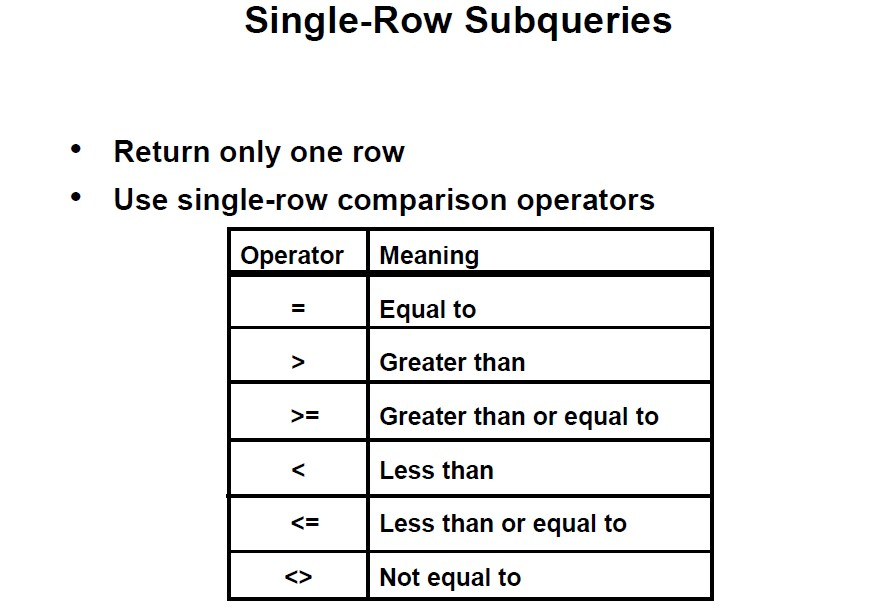 Single-Row Subqueries
• Return only one row
• Use single-row comparison operators
Operator Meaning
= Equal to
> Greater than
>= Greater than or equal to
< Less than
<= Less than or equal to
<> Not equal to